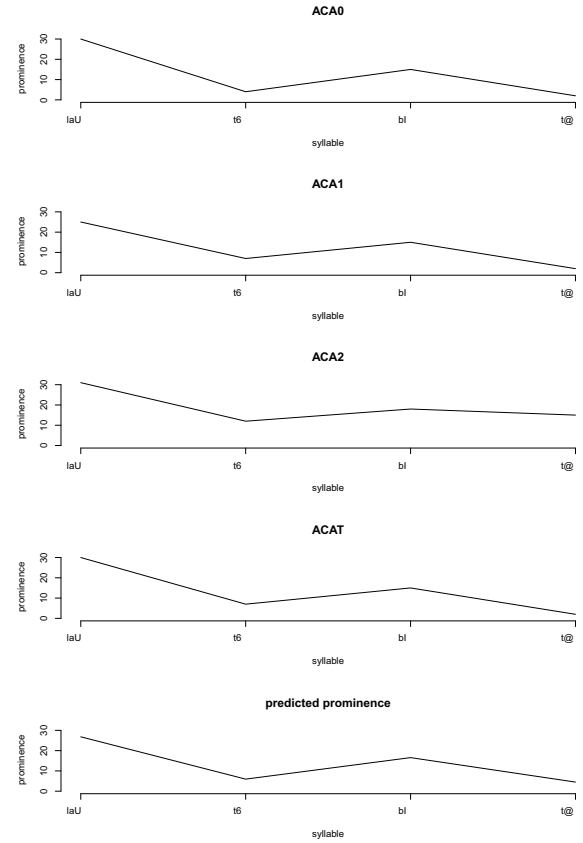 ACA0
prominence
0 10 20 30
laU t6 bI t@
syllable
ACA1
prominence
0 10 20 30
laU t6 bI t@
syllable
ACA2
prominence
0 10 20 30
laU t6 bI t@
syllable
ACAT
prominence
0 10 20 30
laU t6 bI t@
syllable
predicted prominence
prominence
0 10 20 30
laU t6 bI t@
syllable